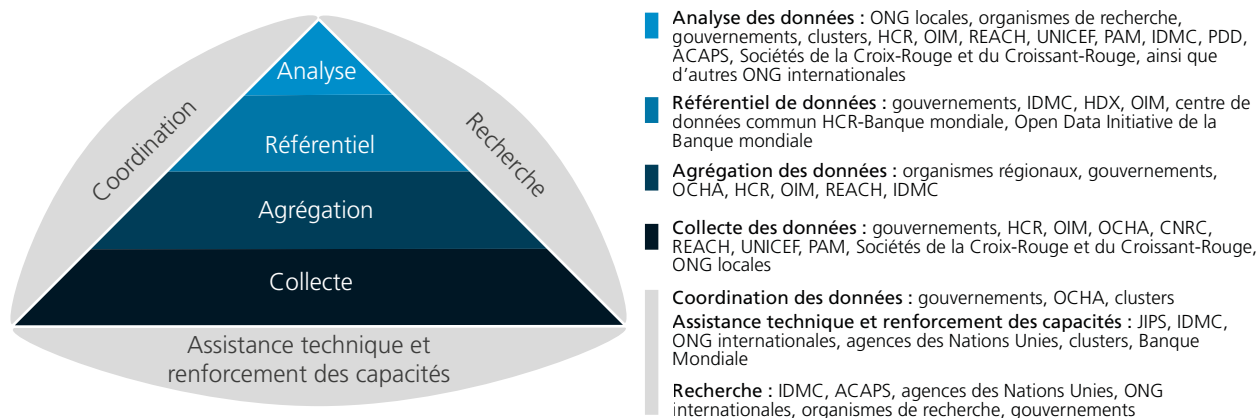 Analyse
Référentiel
Agrégation
Collecte
Coordination
Recherche
Assistance technique et
renforcement des capacités
Analyse des données : ONG locales, organismes de recherche,
gouvernements, clusters, HCR, OIM, REACH, UNICEF, PAM, IDMC, PDD,
ACAPS, Sociétés de la Croix-Rouge et du Croissant-Rouge, ainsi que
d'autres ONG internationales
Référentiel de données : gouvernements, IDMC, HDX, OIM, centre de
données commun HCR-Banque mondiale, Open Data Initiative de la
Banque mondiale
Agrégation des données : organismes régionaux, gouvernements,
OCHA, HCR, OIM, REACH, IDMC
Collecte des données : gouvernements, HCR, OIM, OCHA, CNRC,
REACH, UNICEF, PAM, Sociétés de la Croix-Rouge et du Croissant-Rouge,
ONG locales
Coordination des données : gouvernements, OCHA, clusters
Assistance technique et renforcement des capacités : JIPS, IDMC,
ONG internationales, agences des Nations Unies, clusters, Banque
Mondiale
Recherche : IDMC, ACAPS, agences des Nations Unies, ONG
internationales, organismes de recherche, gouvernements